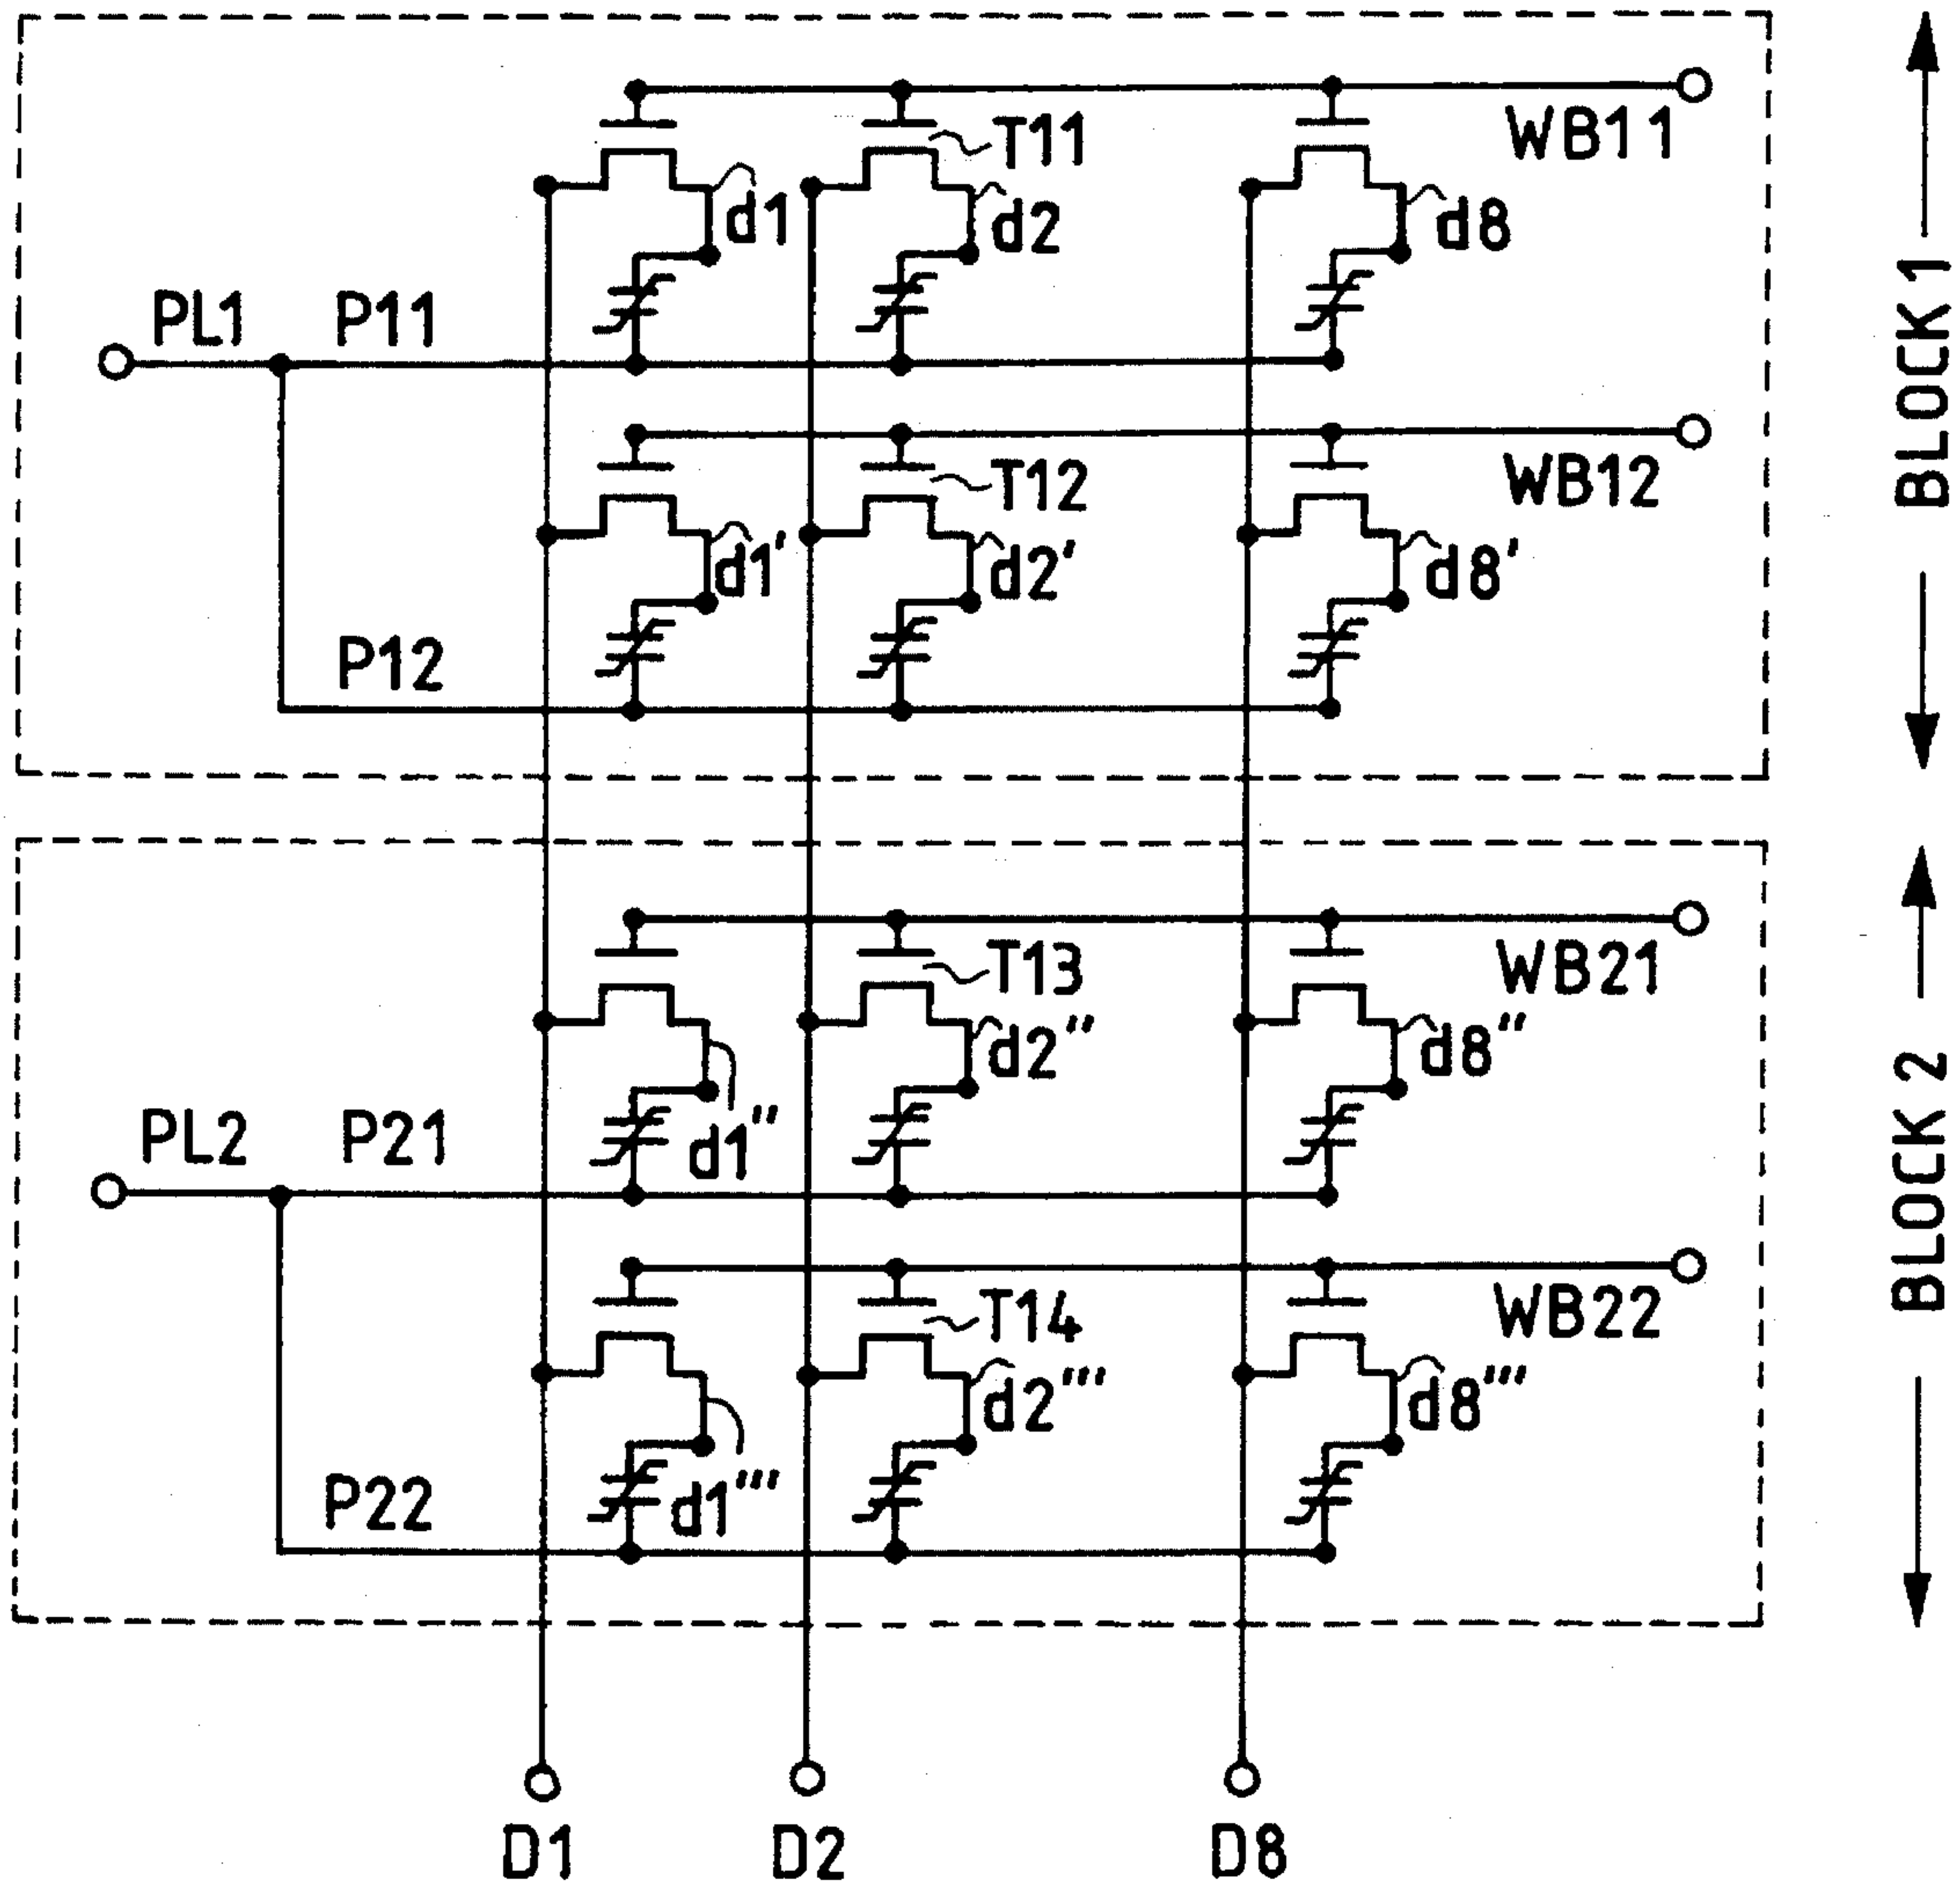 WB11
T11
d1
d2
d8
PL1
P11
WB12
T12
d1'
d2'
d8'
P12
BLOCK 1
WB21
T13
d2"
d8"
d1"
PL2
P21
WB22
T14
d2'''
d8'''
d1'''
P22
BLOCK 2
D1
D2
D8